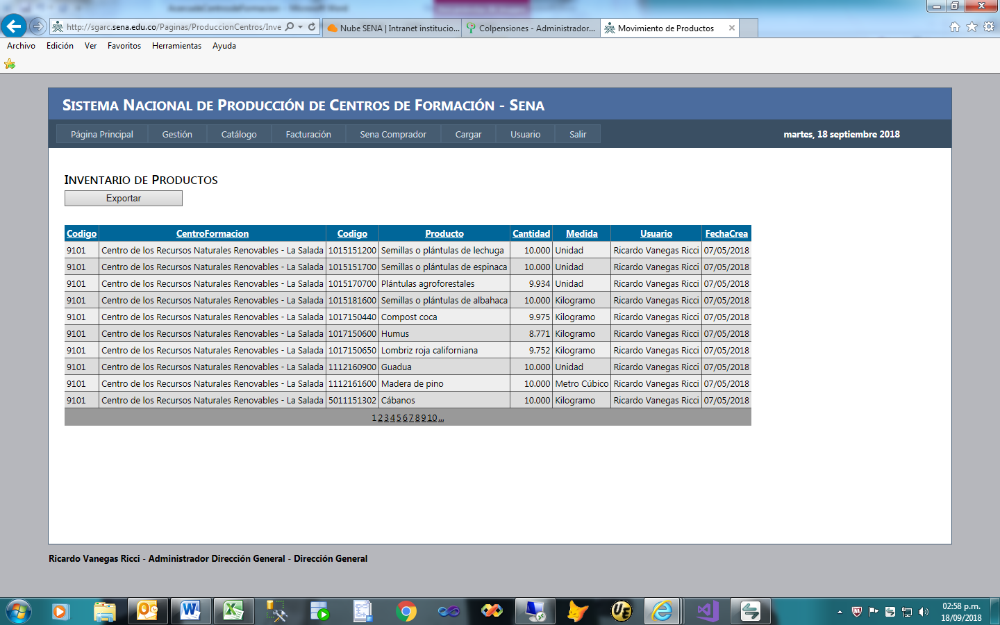 http://sgarc.sena.edu.co/Paginas/ProduccionCentros/Inve
Nube SENA | Intranet institucio...
Colpensiones - Administrador...
Movimiento de Productos
Archivo Edición Ver Favoritos Herramientas Ayuda
SISTEMA NACIONAL DE PRODUCCIÓN DE CENTROS DE FORMACIÓN - SENA
Página Principal Gestión Catálogo Facturación Sena Comprador Cargar Usuario Salir martes, 18 septiembre 2018
INVENTARIO DE PRODUCTOS
Exportar
Codigo CentroFormacion Codigo Producto Cantidad Medida Usuario FechaCrea
9101 Centro de los Recursos Naturales Renovables - La Salada 1015151200 Semillas o plántulas de lechuga 10.000 Unidad Ricardo Vanegas Ricci 07/05/2018
9101 Centro de los Recursos Naturales Renovables - La Salada 1015151700 Semillas o plántulas de espinaca 10.000 Unidad Ricardo Vanegas Ricci 07/05/2018
9101 Centro de los Recursos Naturales Renovables - La Salada 1015170700 Plántulas agroforestales 9.934 Unidad Ricardo Vanegas Ricci 07/05/2018
9101 Centro de los Recursos Naturales Renovables - La Salada 1015181600 Semillas o plántulas de albahaca 10.000 Kilogramo Ricardo Vanegas Ricci 07/05/2018
9101 Centro de los Recursos Naturales Renovables - La Salada 1017150440 Compost coca 9.975 Kilogramo Ricardo Vanegas Ricci 07/05/2018
9101 Centro de los Recursos Naturales Renovables - La Salada 1017150600 Humus 8.771 Kilogramo Ricardo Vanegas Ricci 07/05/2018
9101 Centro de los Recursos Naturales Renovables - La Salada 1017150650 Lombriz roja californiana 9.752 Kilogramo Ricardo Vanegas Ricci 07/05/2018
9101 Centro de los Recursos Naturales Renovables - La Salada 1112160900 Guadua 10.000 Unidad Ricardo Vanegas Ricci 07/05/2018
9101 Centro de los Recursos Naturales Renovables - La Salada 1112161600 Madera de pino 10.000 Metro Cúbico Ricardo Vanegas Ricci 07/05/2018
9101 Centro de los Recursos Naturales Renovables - La Salada 5011151302 Cábanos 10.000 Kilogramo Ricardo Vanegas Ricci 07/05/2018
1 2 3 4 5 6 7 8 9 10 ...
Ricardo Vanegas Ricci - Administrador Dirección General - Dirección General
02:58 p.m.
18/09/2018